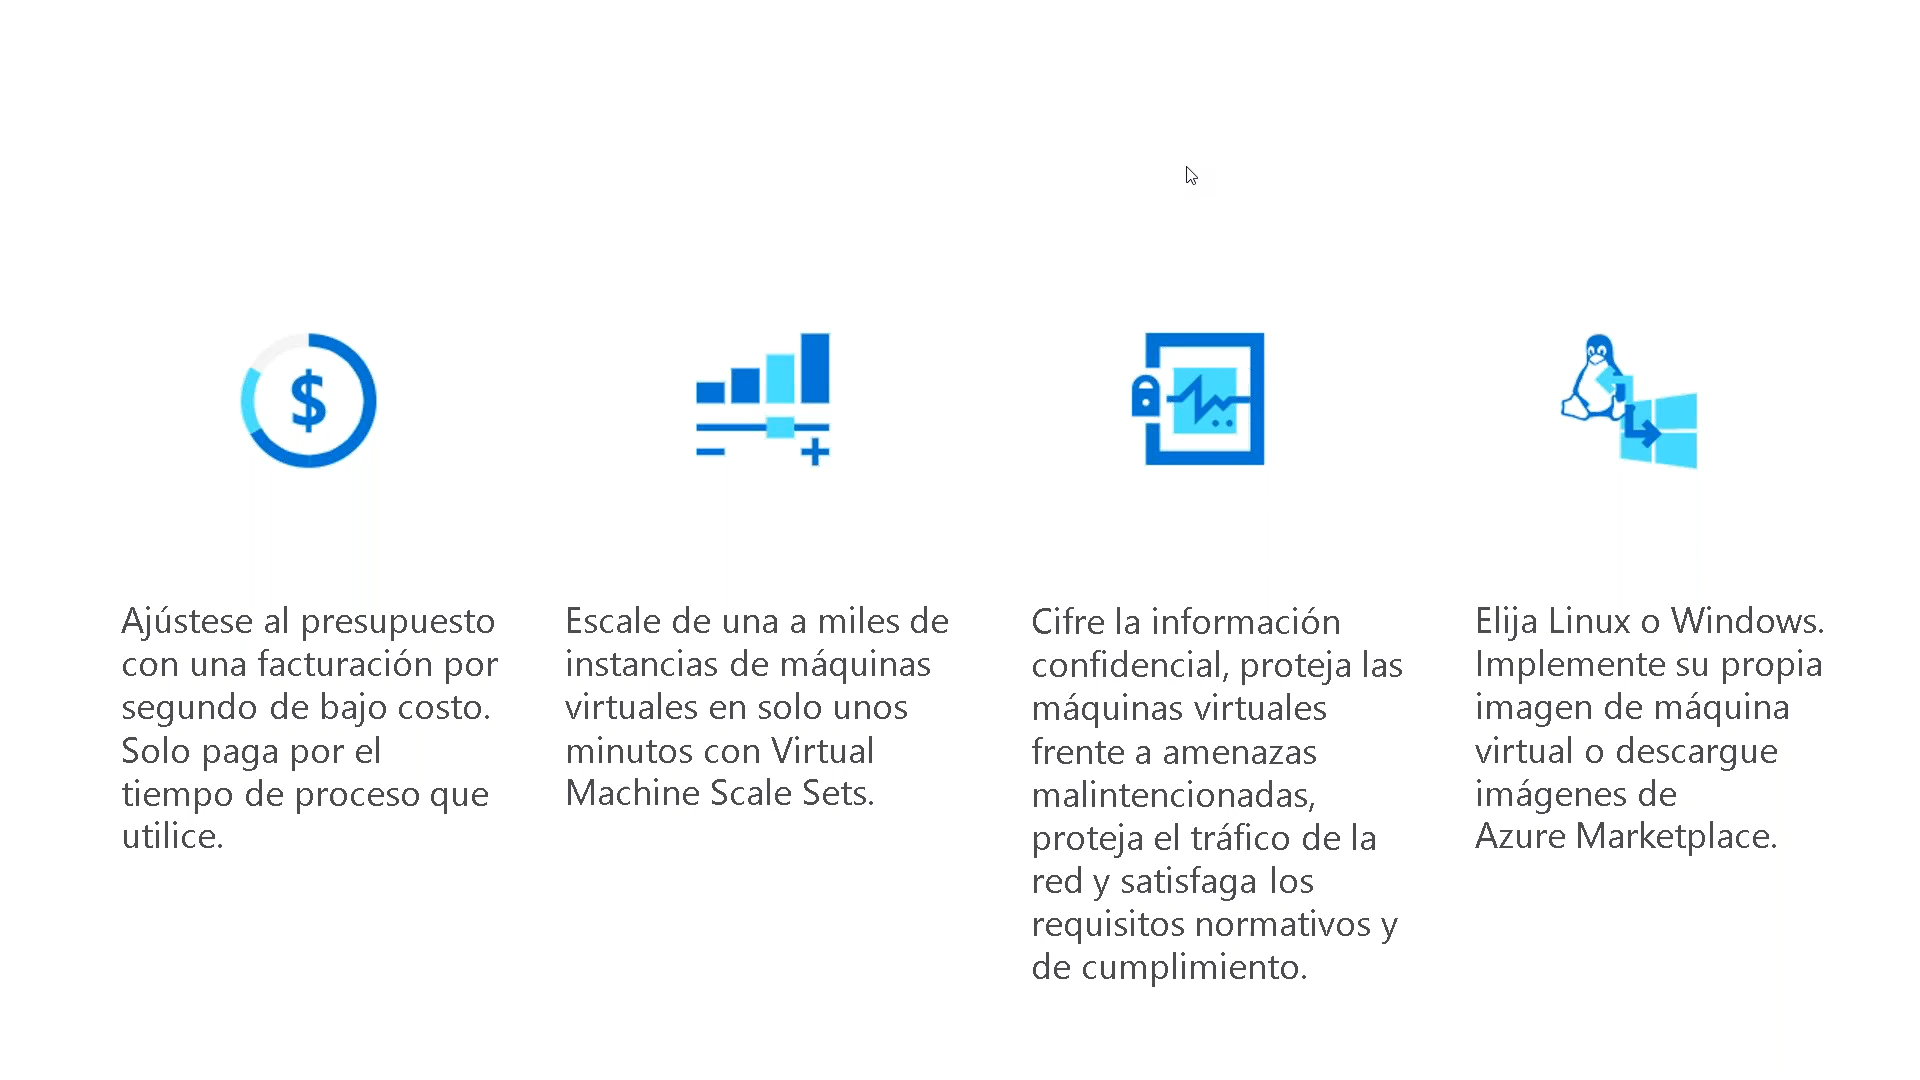 $
Ajústese al presupuesto
con una facturación por
segundo de bajo costo.
Solo paga por el
tiempo de proceso que
utilice.
Escale de una a miles de
instancias de máquinas
virtuales en solo unos
minutos con Virtual
Machine Scale Sets.
Cifre la información
confidencial, proteja las
máquinas virtuales
frente a amenazas
malintencionadas,
proteja el tráfico de la
red y satisfaga los
requisitos normativos y
de cumplimiento.
Elija Linux o Windows.
Implemente su propia
imagen de máquina
virtual o descargue
imágenes de
Azure Marketplace.